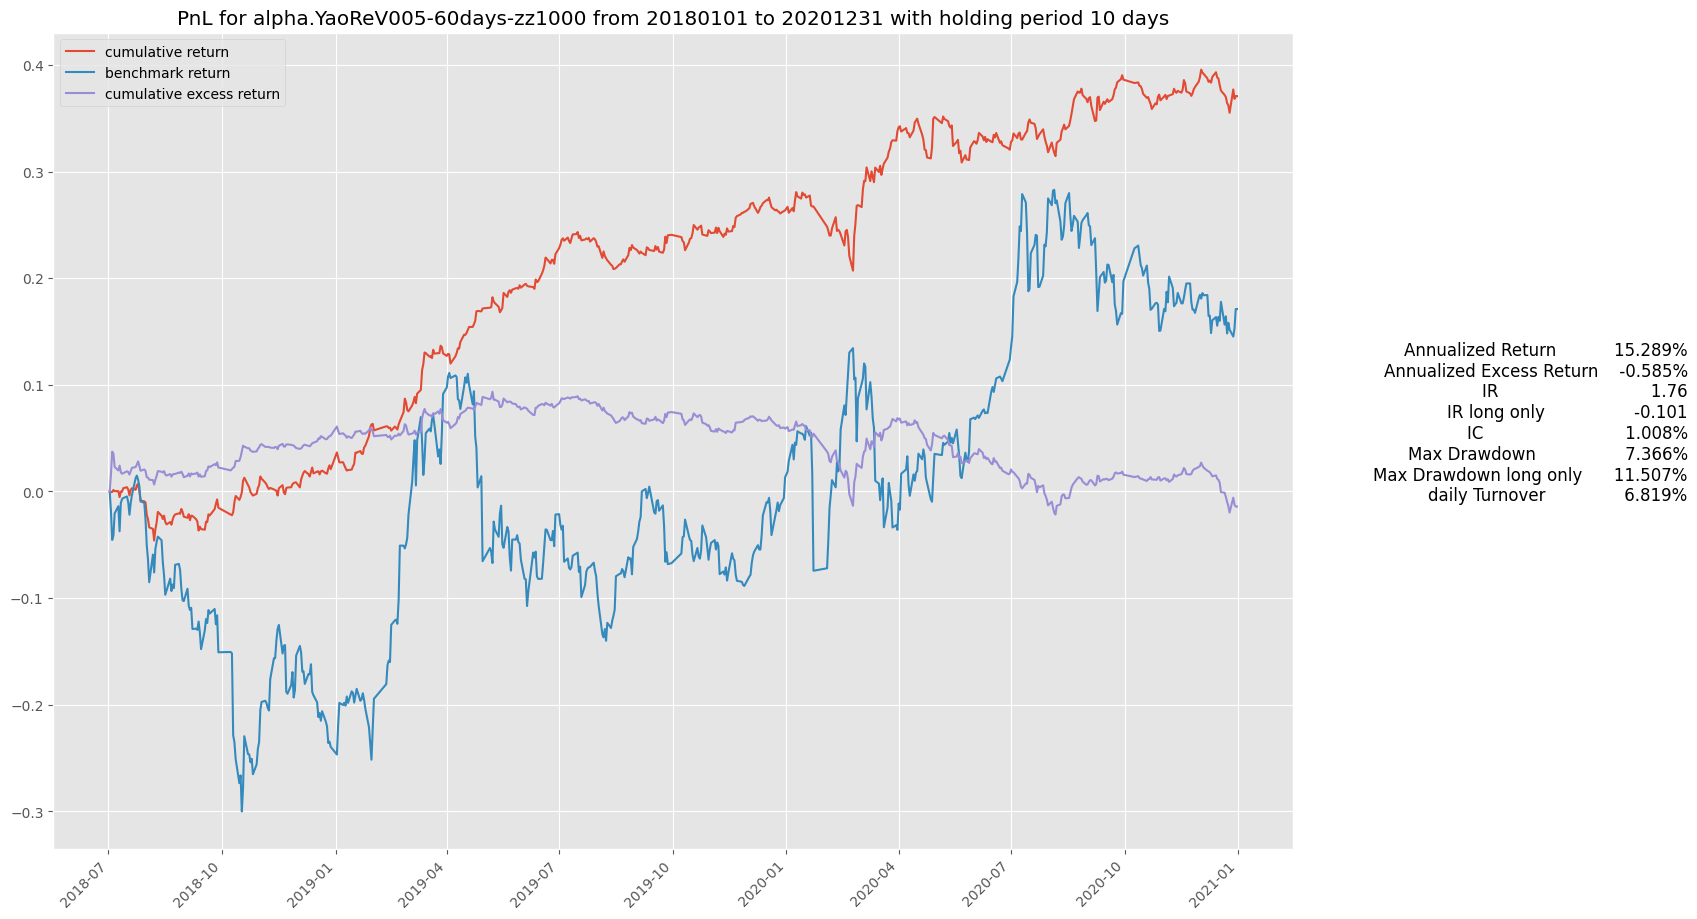 PnL for alpha.YaoReV005-60days-zz1000 from 20180101 to 20201231 with holding period 10 days
cumulative return
benchmark return
cumulative excess return
0.4
0.3
0.2
0.1
0.0
−0.1
−0.2
−0.3
2018-07
2018-10
2019-01
2019-04
2019-07
2019-10
2020-01
2020-04
2020-07
2020-10
2021-01
Annualized Return 15.289%
Annualized Excess Return -0.585%
IR 1.76
IR long only -0.101
IC 1.008%
Max Drawdown 7.366%
Max Drawdown long only 11.507%
daily Turnover 6.819%